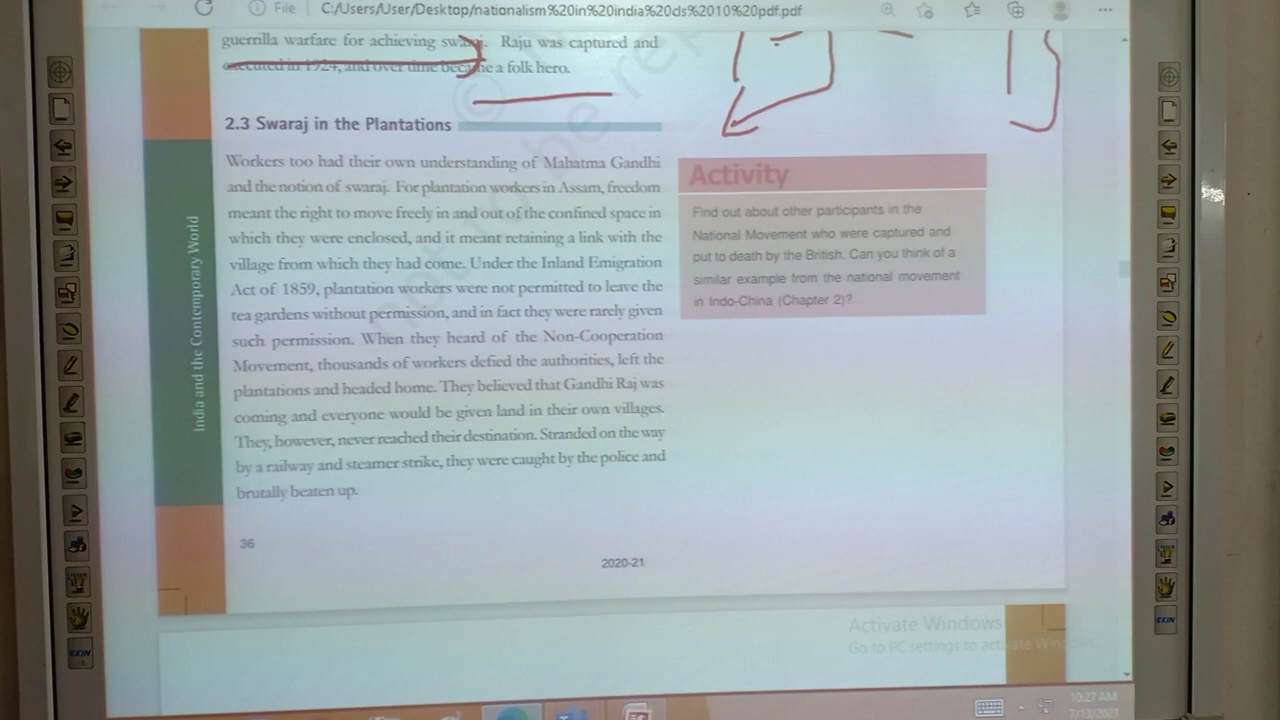 File
C:/Users/User/Desktop/nationalism%20in%20india%20cls%2010%20pdf.pdf
guerrilla warfare for achieving swaraj. Raju was captured and
executed in 1924, and over time became a folk hero.
2.3 Swaraj in the Plantations
Workers too had their own understanding of Mahatma Gandhi
and the notion of swaraj. For plantation workers in Assam, freedom
meant the right to move freely in and out of the confined space in
which they were enclosed, and it meant retaining a link with the
village from which they had come. Under the Inland Emigration
Act of 1859, plantation workers were not permitted to leave the
tea gardens without permission, and in fact they were rarely given
such permission. When they heard of the Non-Cooperation
Movement, thousands of workers defied the authorities, left the
plantations and headed home. They believed that Gandhi Raj was
coming and everyone would be given land in their own villages.
They, however, never reached their destination. Stranded on the way
by a railway and steamer strike, they were caught by the police and
brutally beaten up.
Activity
Find out about other participants in the
National Movement who were captured and
put to death by the British. Can you think of a
similar example from the national movement
in Indo-China (Chapter 2)?
India and the Contemporary World
36
2020-21
Activate Windows
Go to PC settings to activate Windows.
10:27 AM
7/13/2021
EKIN
EKIN